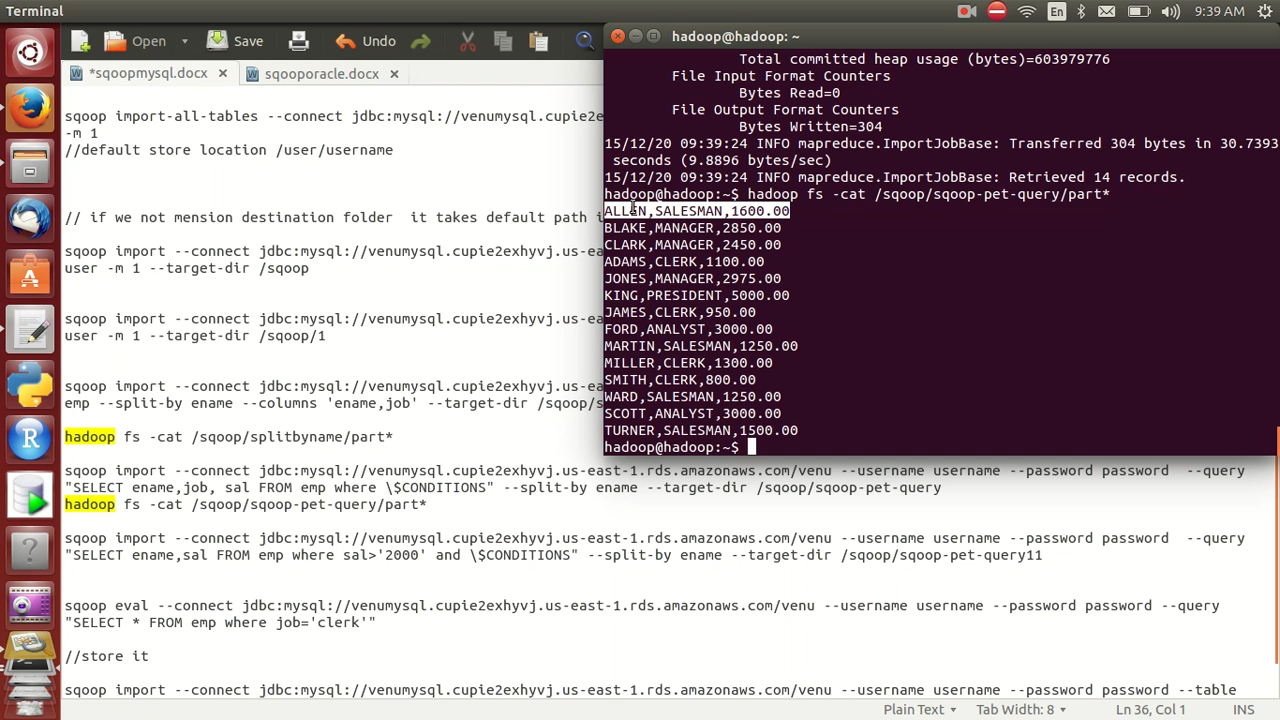 Terminal
En
9:39 AM
Open
Save
Undo
*sqoopmysql.docx
sqooporacle.docx
sqoop import-all-tables --connect jdbc:mysql://venumysql.cupie2e
-m 1
//default store location /user/username
// if we not mension destination folder  it takes default path i
sqoop import --connect jdbc:mysql://venumysql.cupie2exhyvj.us-ea
user -m 1 --target-dir /sqoop
sqoop import --connect jdbc:mysql://venumysql.cupie2exhyvj.us-ea
user -m 1 --target-dir /sqoop/1
sqoop import --connect jdbc:mysql://venumysql.cupie2exhyvj.us-ea
emp --split-by ename --columns 'ename,job' --target-dir /sqoop/s
hadoop fs -cat /sqoop/splitbyname/part*
sqoop import --connect jdbc:mysql://venumysql.cupie2exhyvj.us-east-1.rds.amazonaws.com/venu --username username --password password  --query
"SELECT ename,job, sal FROM emp where \$CONDITIONS" --split-by ename --target-dir /sqoop/sqoop-pet-query
hadoop fs -cat /sqoop/sqoop-pet-query/part*
sqoop import --connect jdbc:mysql://venumysql.cupie2exhyvj.us-east-1.rds.amazonaws.com/venu --username username --password password  --query
"SELECT ename,sal FROM emp where sal>'2000' and \$CONDITIONS" --split-by ename --target-dir /sqoop/sqoop-pet-query11
sqoop eval --connect jdbc:mysql://venumysql.cupie2exhyvj.us-east-1.rds.amazonaws.com/venu --username username --password password --query
"SELECT * FROM emp where job='clerk'"
//store it
sqoop import --connect jdbc:mysql://venumysql.cupie2exhyvj.us-east-1.rds.amazonaws.com/venu --username username --password password --table
Plain Text
Tab Width: 8
Ln 36, Col 1
INS
hadoop@hadoop: ~
Total committed heap usage (bytes)=603979776
File Input Format Counters
Bytes Read=0
File Output Format Counters
Bytes Written=304
15/12/20 09:39:24 INFO mapreduce.ImportJobBase: Transferred 304 bytes in 30.7393
seconds (9.8896 bytes/sec)
15/12/20 09:39:24 INFO mapreduce.ImportJobBase: Retrieved 14 records.
hadoop@hadoop:~$ hadoop fs -cat /sqoop/sqoop-pet-query/part*
ALLEN,SALESMAN,1600.00
BLAKE,MANAGER,2850.00
CLARK,MANAGER,2450.00
ADAMS,CLERK,1100.00
JONES,MANAGER,2975.00
KING,PRESIDENT,5000.00
JAMES,CLERK,950.00
FORD,ANALYST,3000.00
MARTIN,SALESMAN,1250.00
MILLER,CLERK,1300.00
SMITH,CLERK,800.00
WARD,SALESMAN,1250.00
SCOTT,ANALYST,3000.00
TURNER,SALESMAN,1500.00
hadoop@hadoop:~$